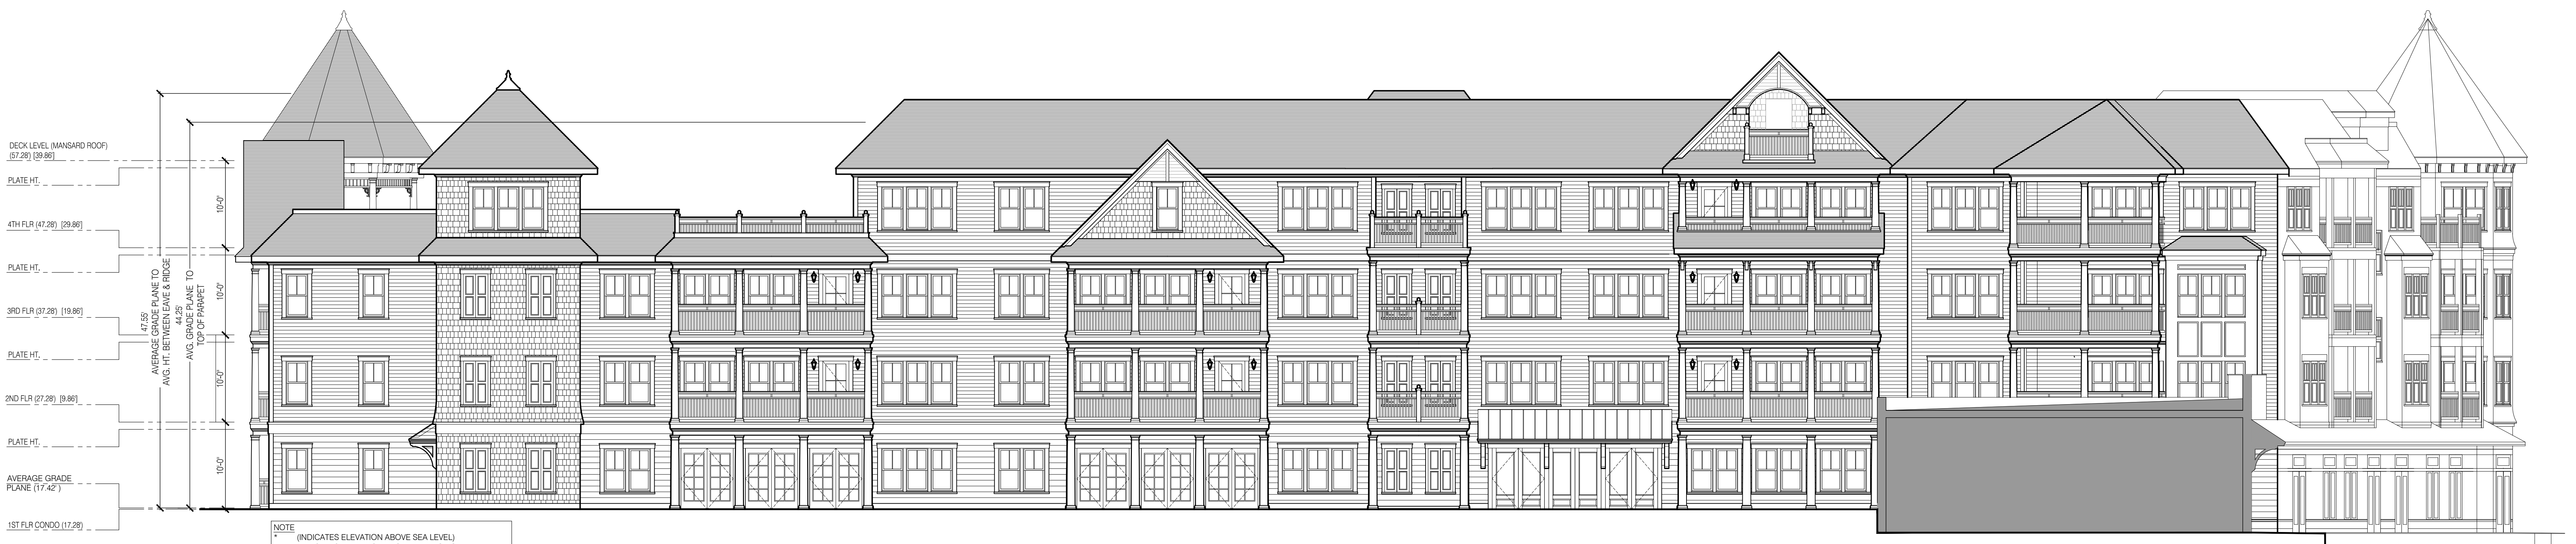 DECK LEVEL (MANSARD ROOF)
(57.28') [39.86']
PLATE HT.
4TH FLR (47.28') [29.86']
PLATE HT.
3RD FLR (37.28') [19.86']
PLATE HT.
2ND FLR (27.28') [9.86']
PLATE HT.
AVERAGE GRADE
PLANE (17.42')
1ST FLR CONDO (17.28')
47.55'
AVERAGE GRADE PLANE TO
AVG. HT. BETWEEN EAVE & RIDGE
44.25'
AVG. GRADE PLANE TO
TOP OF PARAPET
10'-0"
10'-0"
10'-0"
10'-0"
NOTE
* (INDICATES ELEVATION ABOVE SEA LEVEL)